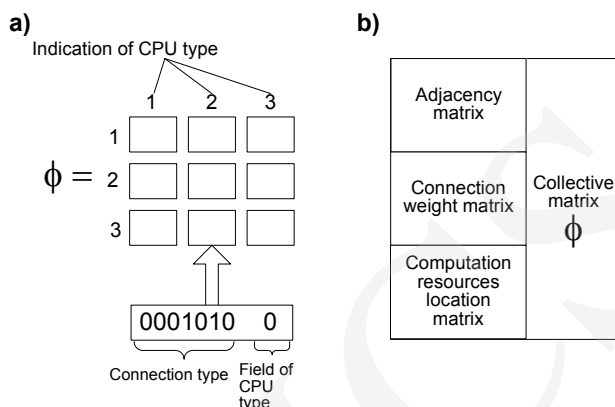 a)
Indication of CPU type
1 2 3
1
ϕ = 2
3
0001010 0
Connection type
Field of
CPU
type
b)
Adjacency
matrix
Connection
weight matrix
Computation
resources
location
matrix
Collective
matrix
ϕ